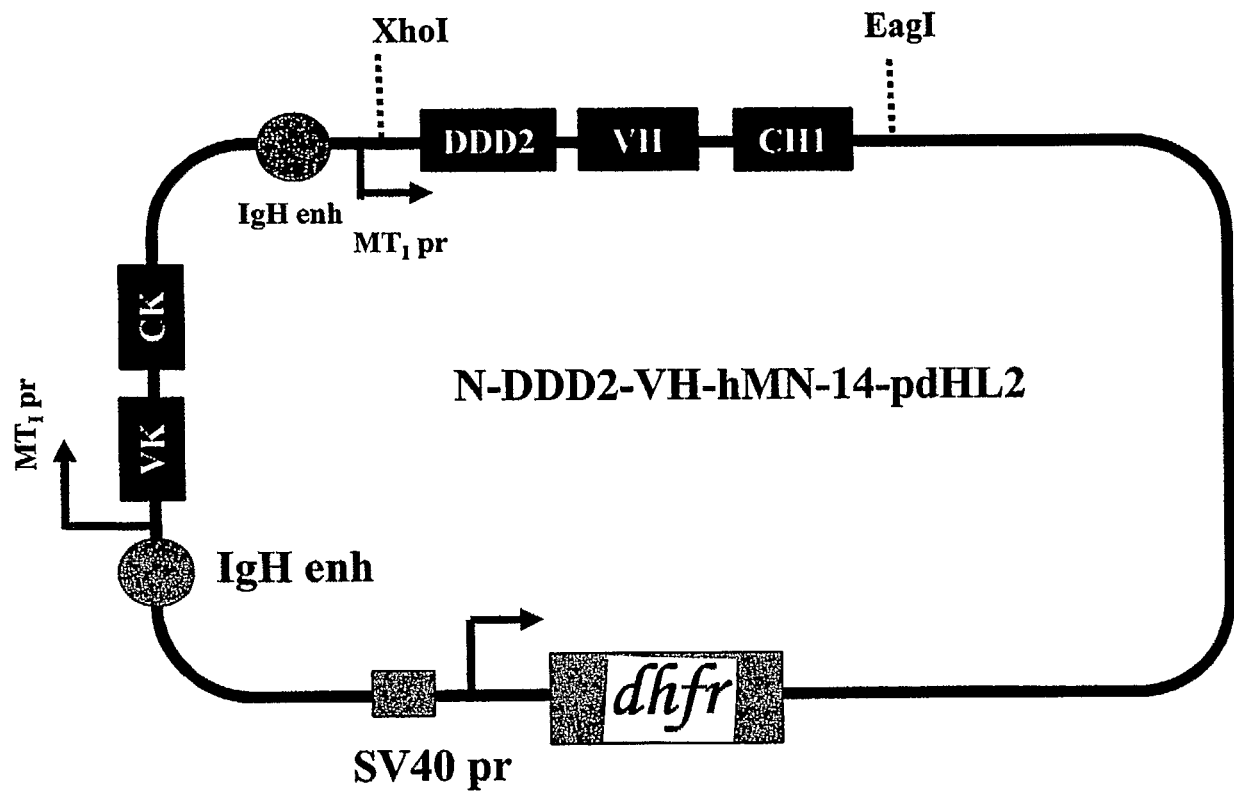 XhoI
EagI
DDD2
VH
CH1
IgH enh
MTI pr
CK
N-DDD2-VH-hMN-14-pdHL2
MTI pr
VK
IgH enh
dhfr
SV40 pr